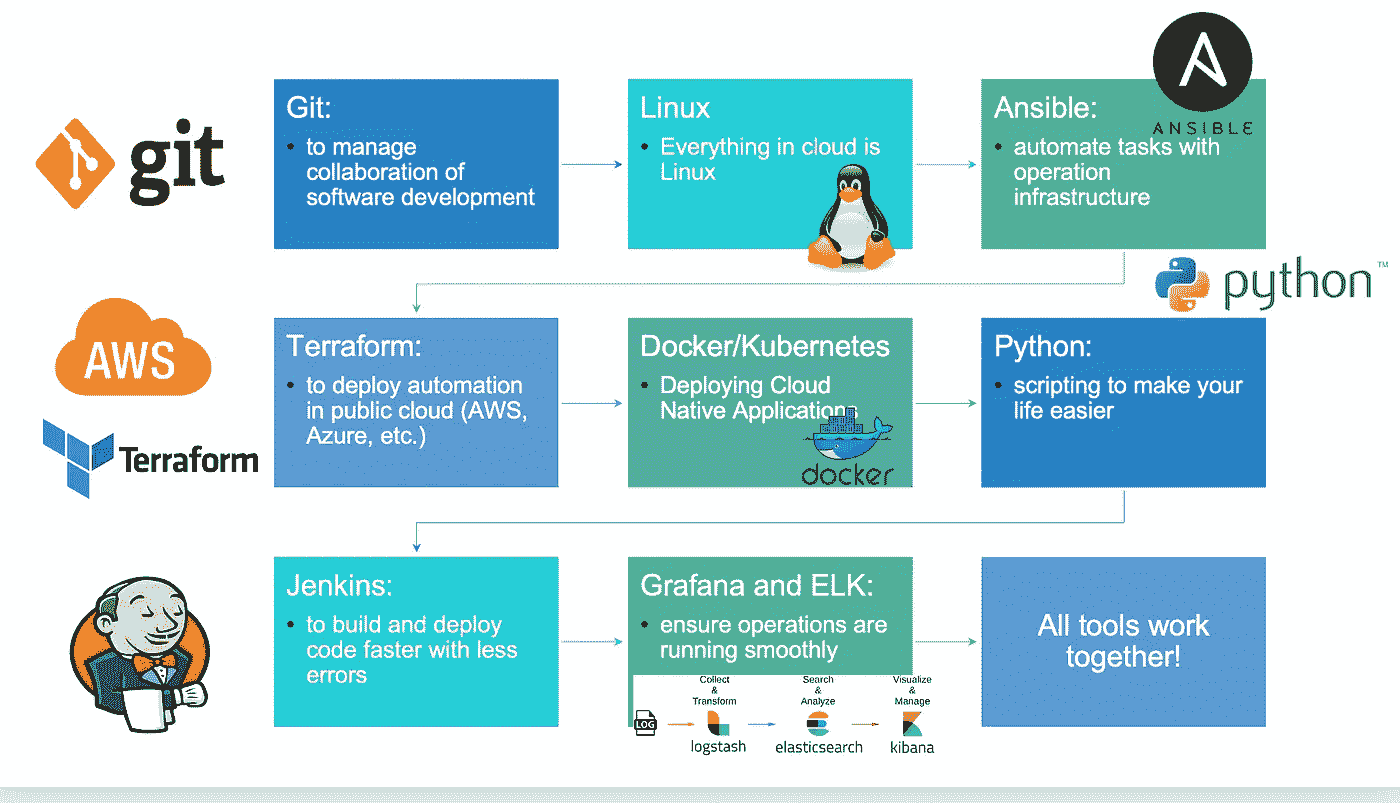 git
Git:
• to manage
collaboration of
software development
Linux
• Everything in cloud is
Linux
ANSIBLE
Ansible:
• automate tasks with
operation
infrastructure
python™
AWS
Terraform
Terraform:
• to deploy automation
in public cloud (AWS,
Azure, etc.)
Docker/Kubernetes
• Deploying Cloud
Native Applications
docker
Python:
• scripting to make your
life easier
Jenkins:
• to build and deploy
code faster with less
errors
Grafana and ELK:
• ensure operations are
running smoothly
Collect
&
Transform
Search
&
Analyze
Visualize
&
Manage
LOG
logstash
elasticsearch
kibana
All tools work
together!